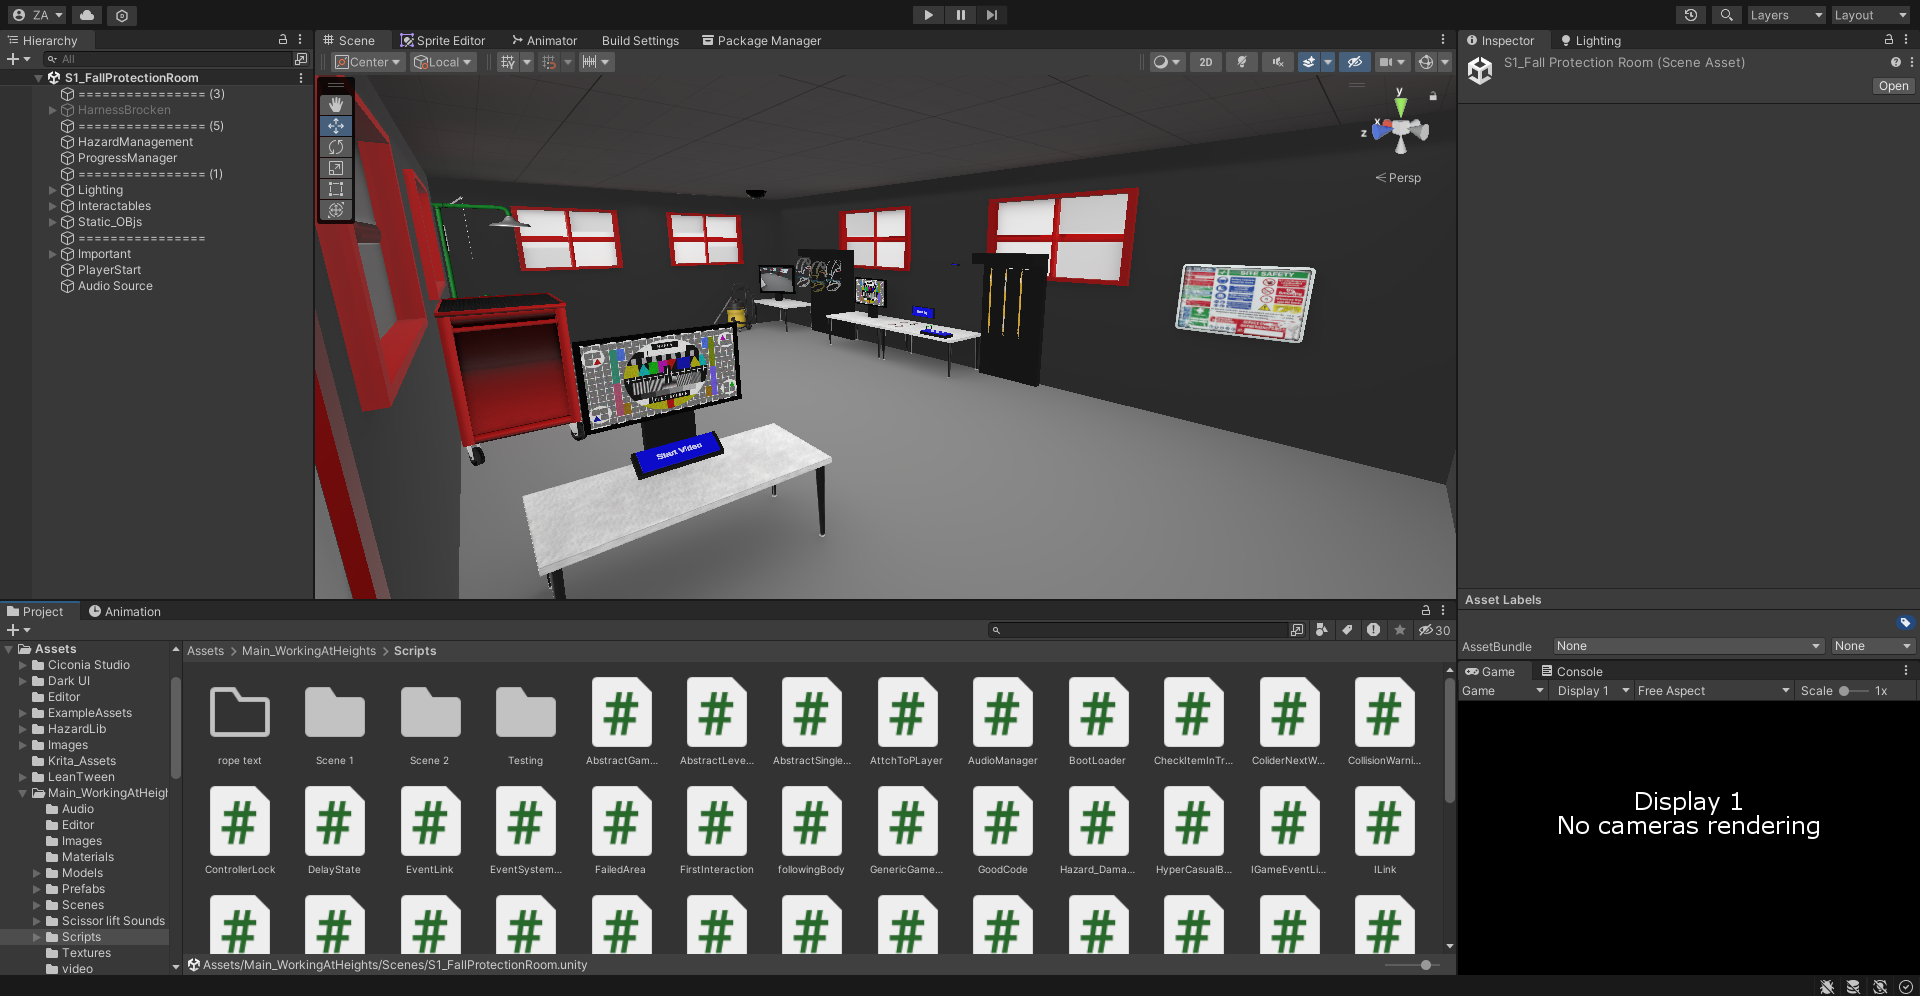 ZA
Layers
Layout
Hierarchy
All
S1_FallProtectionRoom
================ (3)
HarnessBrocken
================ (5)
HazardManagement
ProgressManager
================ (1)
Lighting
Interactables
Static_OBjs
================
Important
PlayerStart
Audio Source
Scene
Sprite Editor
Animator
Build Settings
Package Manager
Center
Local
2D
y
x
z
Persp
SITE SAFETY
Start Video
Inspector
Lighting
S1_Fall Protection Room (Scene Asset)
Open
Asset Labels
AssetBundle
None
None
Project
Animation
30
Assets
Ciconia Studio
Dark UI
Editor
ExampleAssets
HazardLib
Images
Krita_Assets
LeanTween
Main_WorkingAtHeigh
Audio
Editor
Images
Materials
Models
Prefabs
Scenes
Scissor lift Sounds
Scripts
Textures
video
Assets > Main_WorkingAtHeights > Scripts
rope text
Scene 1
Scene 2
Testing
AbstractGam...
AbstractLeve...
AbstractSingle...
AttchToPLayer
AudioManager
BootLoader
CheckItemInTr...
ColiderNextW...
CollisionWarni...
ControllerLock
DelayState
EventLink
EventSystem...
FailedArea
FirstInteraction
followingBody
GenericGame...
GoodCode
Hazard_Dama...
HyperCasualB...
IGameEventLi...
ILink
Assets/Main_WorkingAtHeights/Scenes/S1_FallProtectionRoom.unity
Game
Console
Game
Display 1
Free Aspect
Scale
1x
Display 1
No cameras rendering